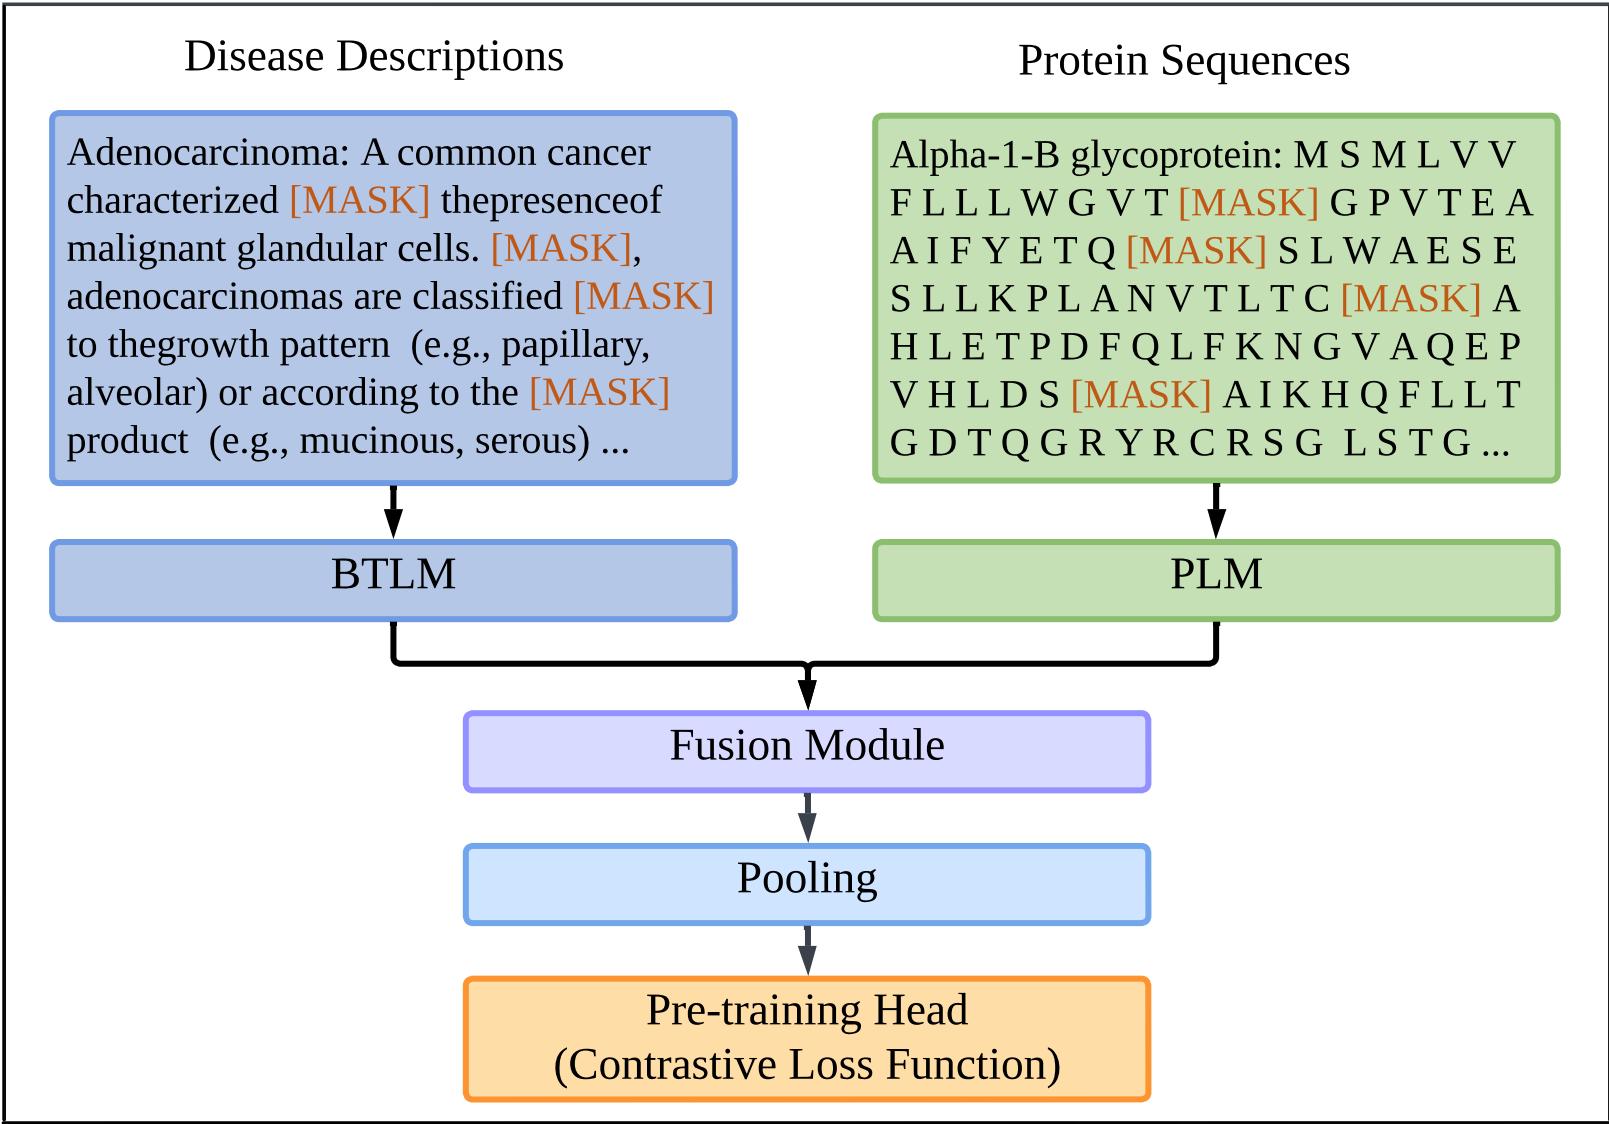 Disease Descriptions
Adenocarcinoma: A common cancer
characterized [MASK] thepresenceof
malignant glandular cells. [MASK],
adenocarcinomas are classified [MASK]
to thegrowth pattern (e.g., papillary,
alveolar) or according to the [MASK]
product (e.g., mucinous, serous) ...
Protein Sequences
Alpha-1-B glycoprotein: M S M L V V
F L L L W G V T [MASK] G P V T E A
A I F Y E T Q [MASK] S L W A E S E
S L L K P L A N V T L T C [MASK] A
H L E T P D F Q L F K N G V A Q E P
V H L D S [MASK] A I K H Q F L L T
G D T Q G R Y R C R S G L S T G ...
BTLM
PLM
Fusion Module
Pooling
Pre-training Head
(Contrastive Loss Function)